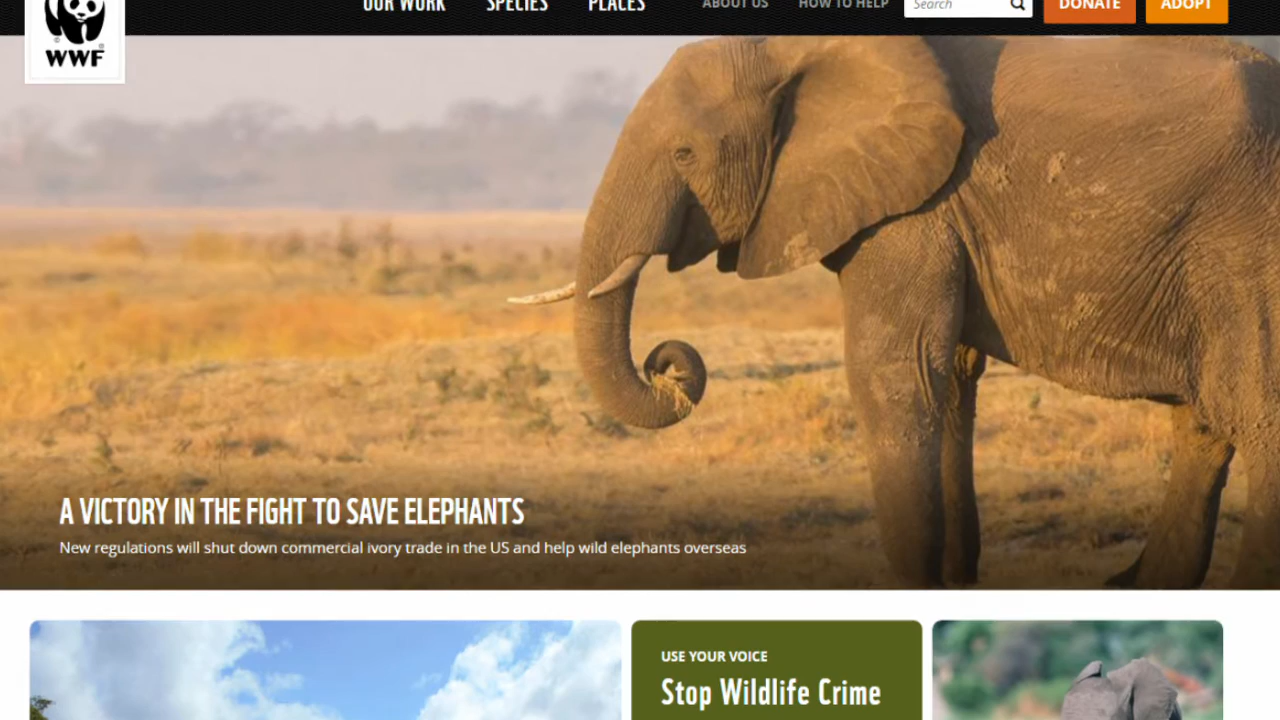 OUR WORK SPECIES PLACES ABOUT US HOW TO HELP Search DONATE ADOPT
WWF
A VICTORY IN THE FIGHT TO SAVE ELEPHANTS
New regulations will shut down commercial ivory trade in the US and help wild elephants overseas
USE YOUR VOICE
Stop Wildlife Crime